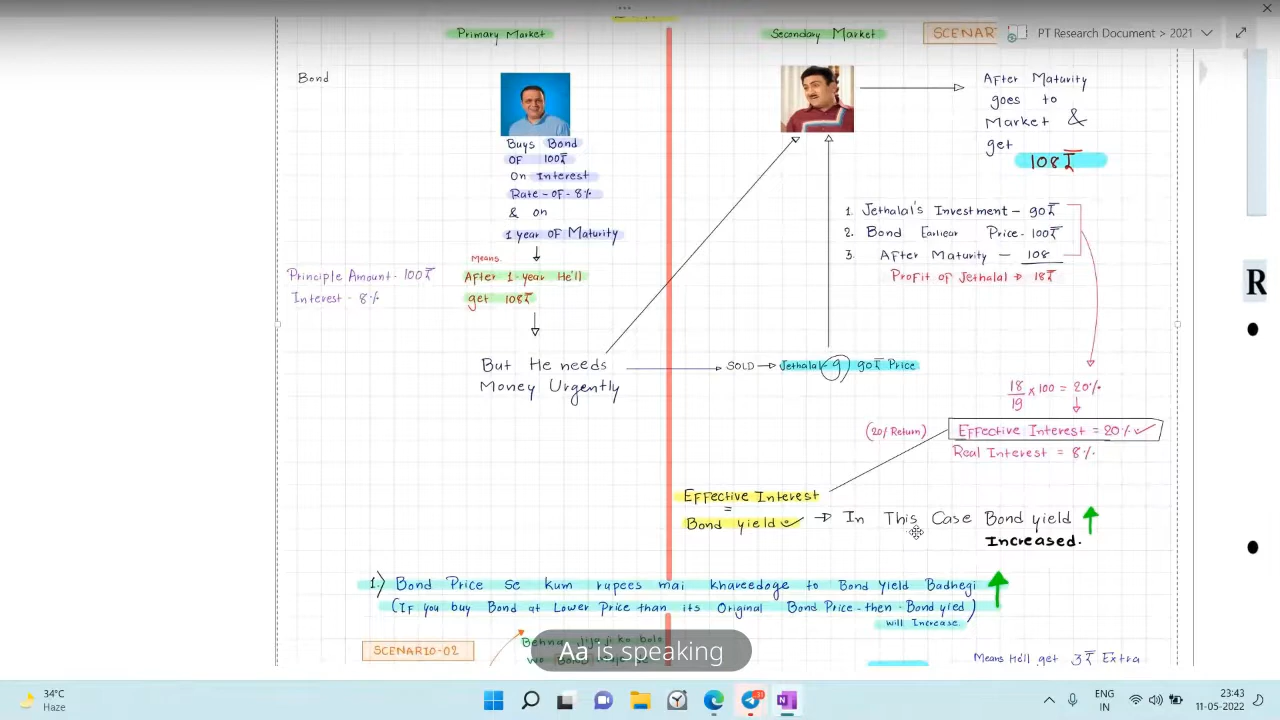 Primary Market
Secondary Market
SCENAR
PT Research Document > 2021
Bond
Buys Bond
OF 100₹
On Interest
Rate-OF-8%
& on
1 year OF Maturity
Means
After 1-year He'll
get 108₹
Principle Amount-100₹
Interest-8%
But He needs
Money Urgently
SOLD
Jethalal-9 90₹ Price
After Maturity
goes to
Market &
get
108₹
1. Jethalal's Investment-90₹
2. Bond Earlear Price-100₹
3. After Maturity - 108
Profit of Jethalal → 18₹
18/19 x 100 = 20%
(20% Return)
Effective Interest = 20%
Real Interest = 8%
Effective Interest
=
Bond yield → In This Case Bond yield
Increased.
1) Bond Price Se kum rupees mai khareedoge to Bond Yield Badhegi
(If you buy Bond at Lower Price than its Original Bond Price-then-Bond yied)
will Increase.
SCENARIO-02
Aa is speaking
Means He'll get 3₹ Extra
R
34°C
Haze
31
ENG
IN
23:43
11-05-2022